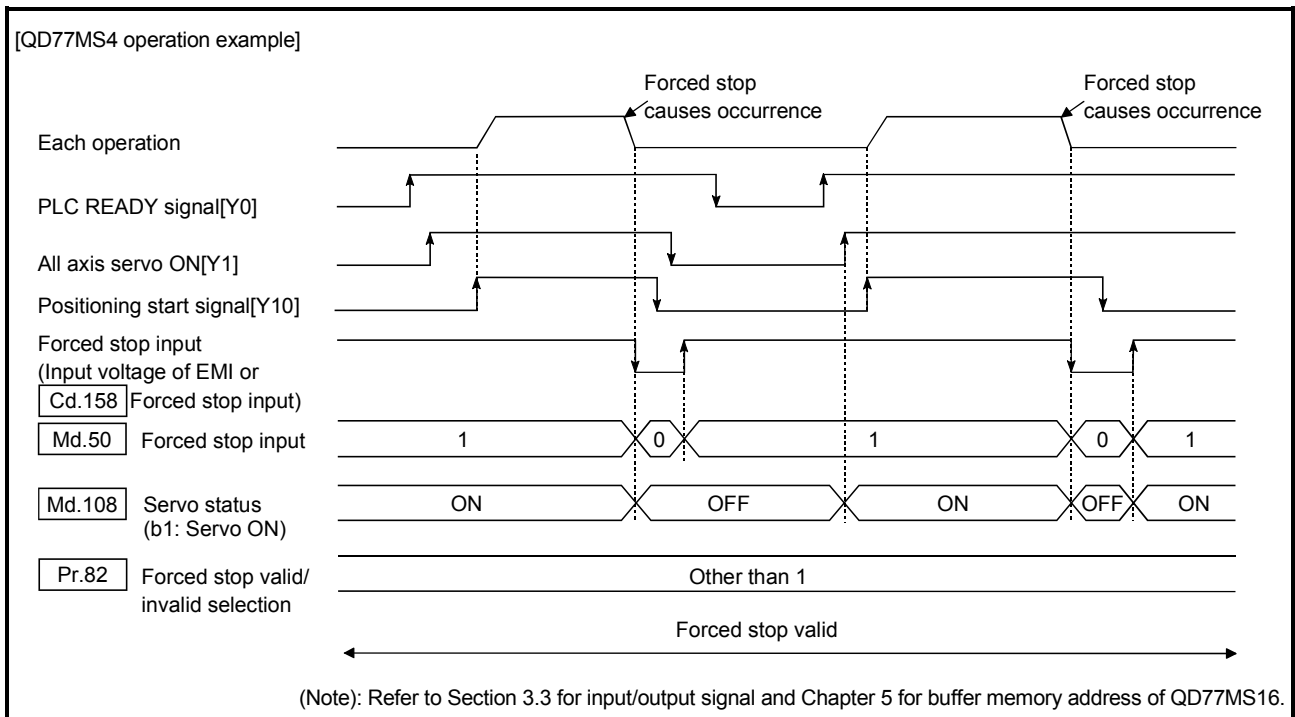 [QD77MS4 operation example]
Forced stop
causes occurrence
Forced stop
causes occurrence
Each operation
PLC READY signal[Y0]
All axis servo ON[Y1]
Positioning start signal[Y10]
Forced stop input
(Input voltage of EMI or
Cd.158 Forced stop input)
Md.50 Forced stop input 1 0 1 0 1
Md.108 Servo status ON OFF ON OFF ON
(b1: Servo ON)
Pr.82 Forced stop valid/ Other than 1
invalid selection
Forced stop valid
(Note): Refer to Section 3.3 for input/output signal and Chapter 5 for buffer memory address of QD77MS16.